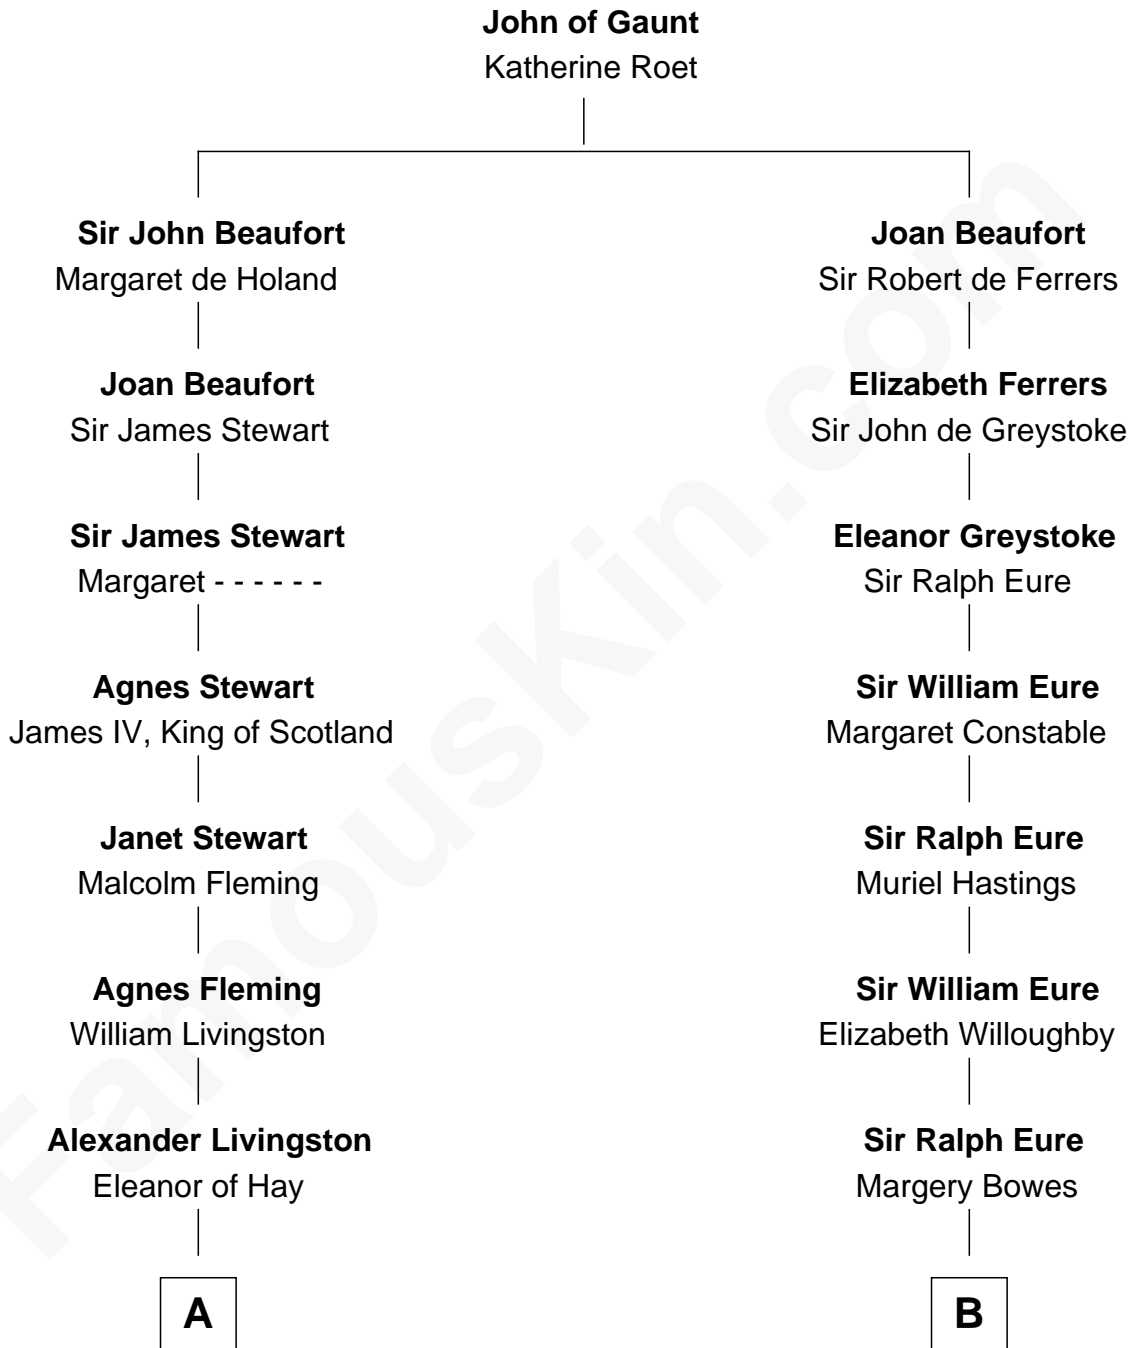 John of Gaunt
Katherine Roet
Sir John Beaufort
Margaret de Holand
Joan Beaufort
Sir Robert de Ferrers
Joan Beaufort
Sir James Stewart
Elizabeth Ferrers
Sir John de Greystoke
Sir James Stewart
Margaret - - - - - -
Eleanor Greystoke
Sir Ralph Eure
Agnes Stewart
James IV, King of Scotland
Sir William Eure
Margaret Constable
Janet Stewart
Malcolm Fleming
Sir Ralph Eure
Muriel Hastings
Agnes Fleming
William Livingston
Sir William Eure
Elizabeth Willoughby
Alexander Livingston
Eleanor of Hay
Sir Ralph Eure
Margery Bowes
A
B
FamousKin.com